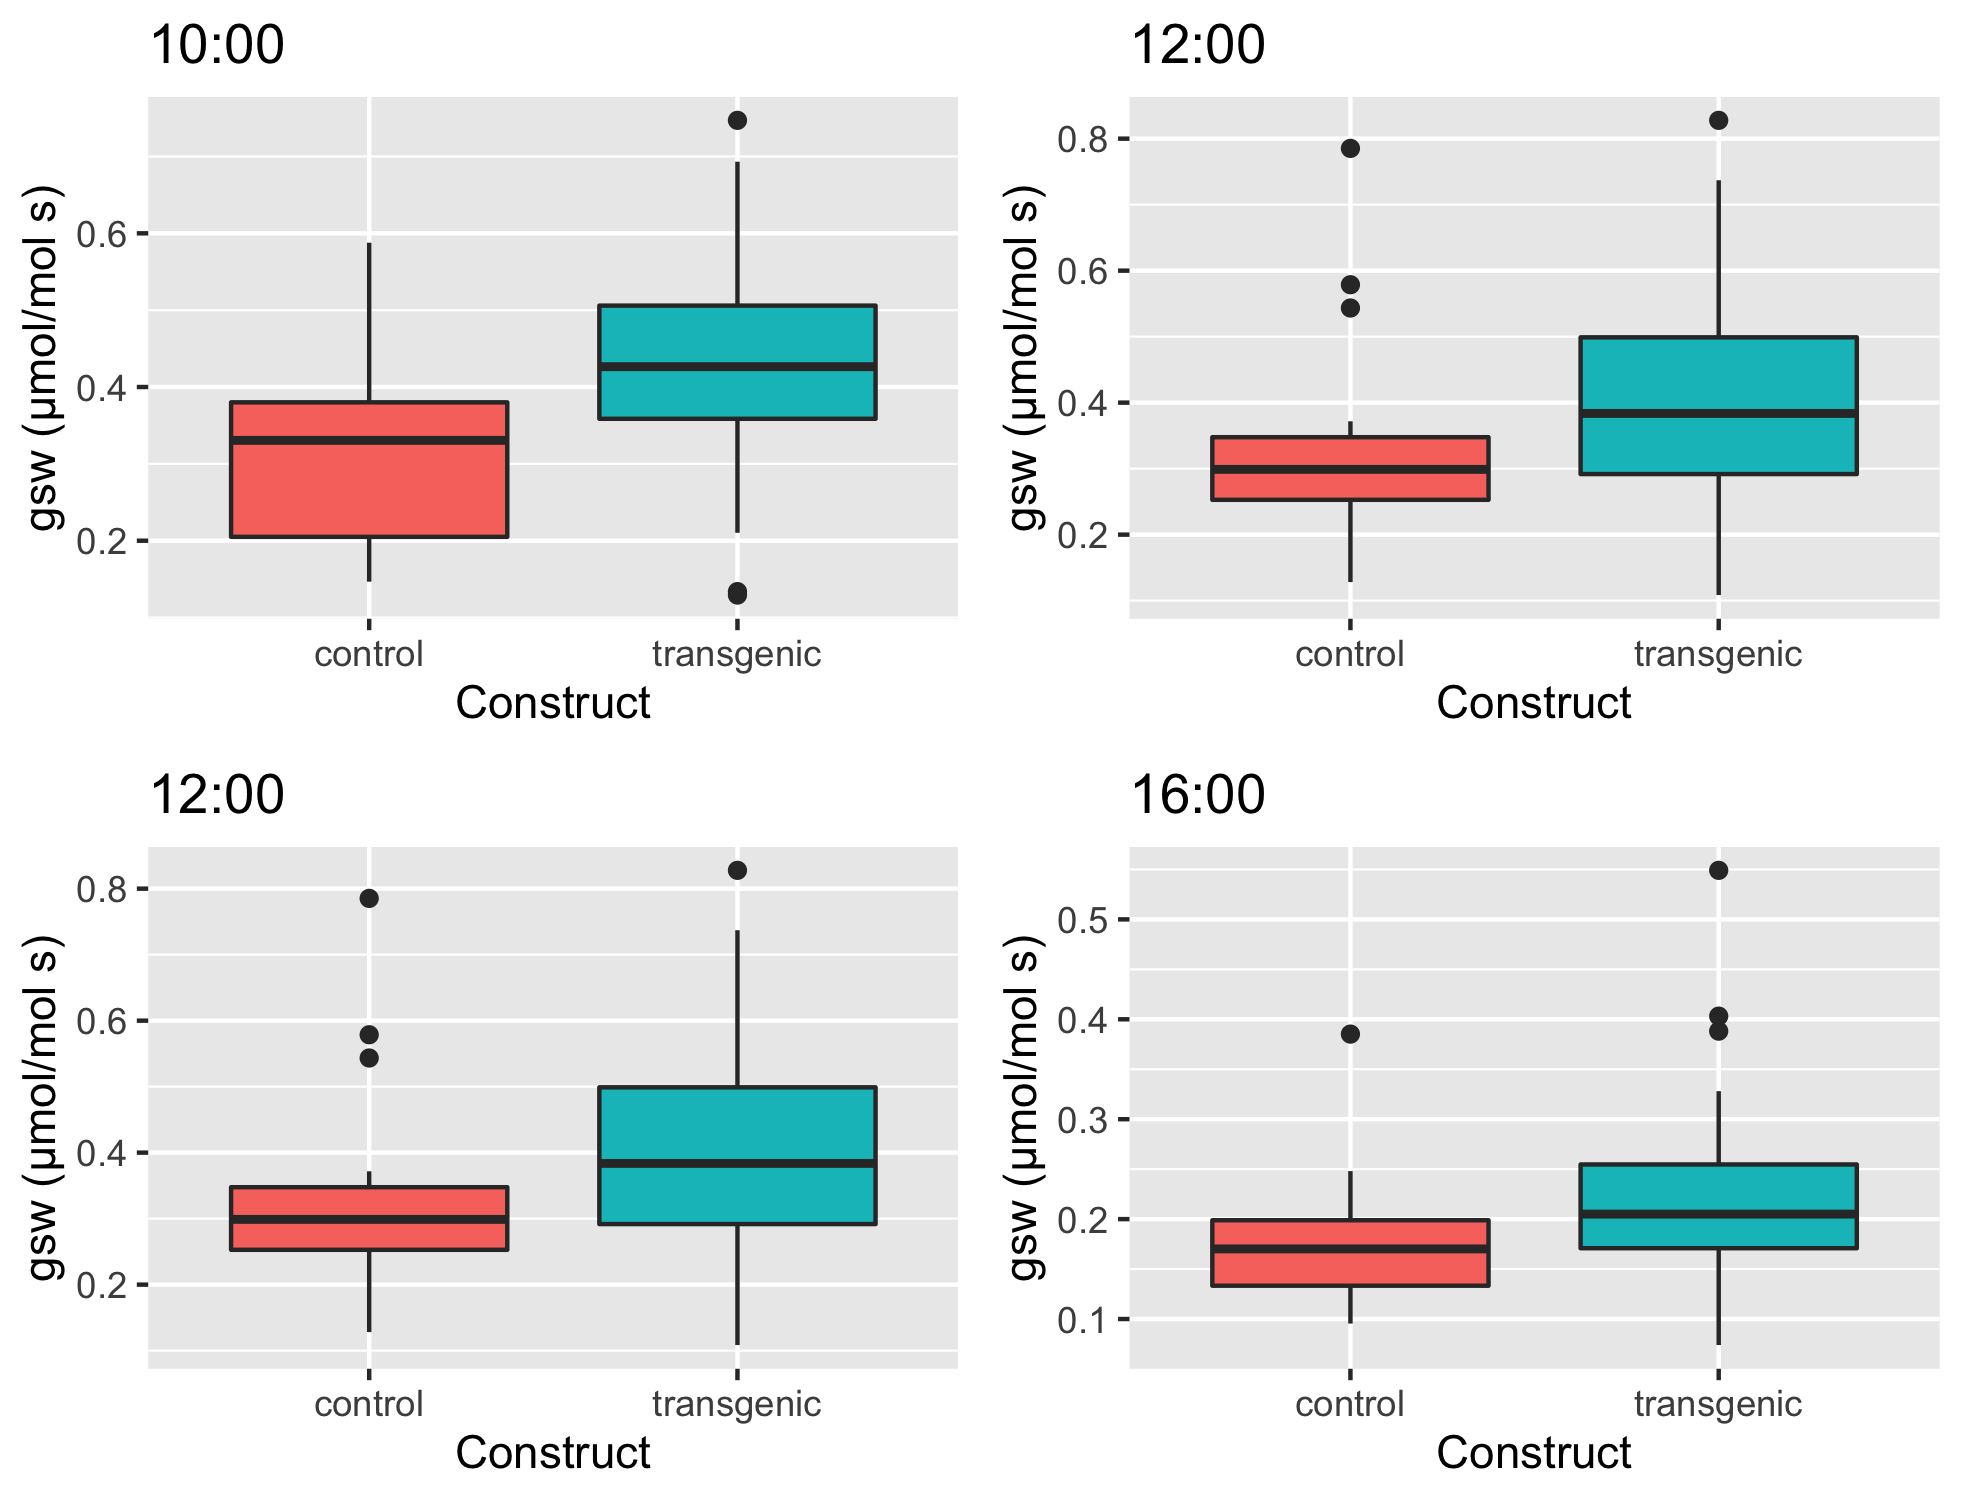 10:00
gsw (µmol/mol s)
0.6
0.4
0.2
control transgenic
Construct
12:00
gsw (µmol/mol s)
0.8
0.6
0.4
0.2
control transgenic
Construct
12:00
gsw (µmol/mol s)
0.8
0.6
0.4
0.2
control transgenic
Construct
16:00
gsw (µmol/mol s)
0.5
0.4
0.3
0.2
0.1
control transgenic
Construct